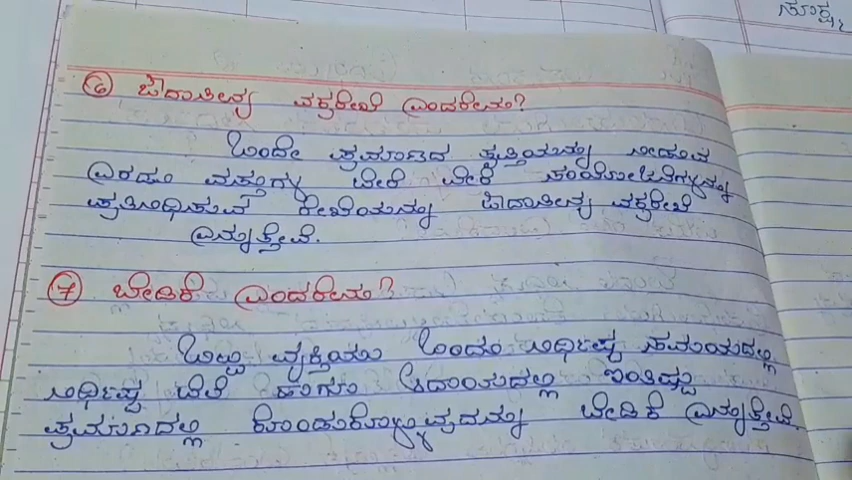 ಸೂಕ್ಷ್ಮ
6 ಔದಾಸೀನ್ಯ ವಕ್ರರೇಖೆ ಎಂದರೇನು?
ಒಂದೇ ಪ್ರಮಾಣದ ತೃಪ್ತಿಯನ್ನು ನೀಡುವ
ಎರಡು ವಸ್ತುಗಳ ಬೇರೆ ಬೇರೆ ಸಂಯೋಜನೆಗಳನ್ನು
ಪ್ರತಿನಿಧಿಸುವ ರೇಖೆಯನ್ನು ಔದಾಸೀನ್ಯ ವಕ್ರರೇಖೆ
ಎನ್ನುತ್ತೇವೆ.
7 ಬೇಡಿಕೆ ಎಂದರೇನು?
ಒಬ್ಬ ವ್ಯಕ್ತಿಯು ಒಂದು ನಿರ್ಧಿಷ್ಟ ಸಮಯದಲ್ಲಿ
ನಿರ್ಧಿಷ್ಟ ಬೆಲೆ ಹಾಗೂ ಆದಾಯದಲ್ಲಿ ಇಂತಿಷ್ಟು
ಪ್ರಮಾಣದಲ್ಲಿ ಕೊಂಡುಕೊಳ್ಳುವುದನ್ನು ಬೇಡಿಕೆ ಎನ್ನುತ್ತೇವೆ.